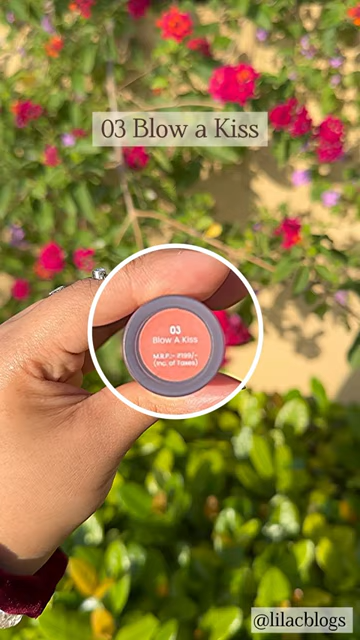 03 Blow a Kiss
03
Blow A Kiss
M.R.P.:- ₹199/-
(Inc. of Taxes)
@lilacblogs